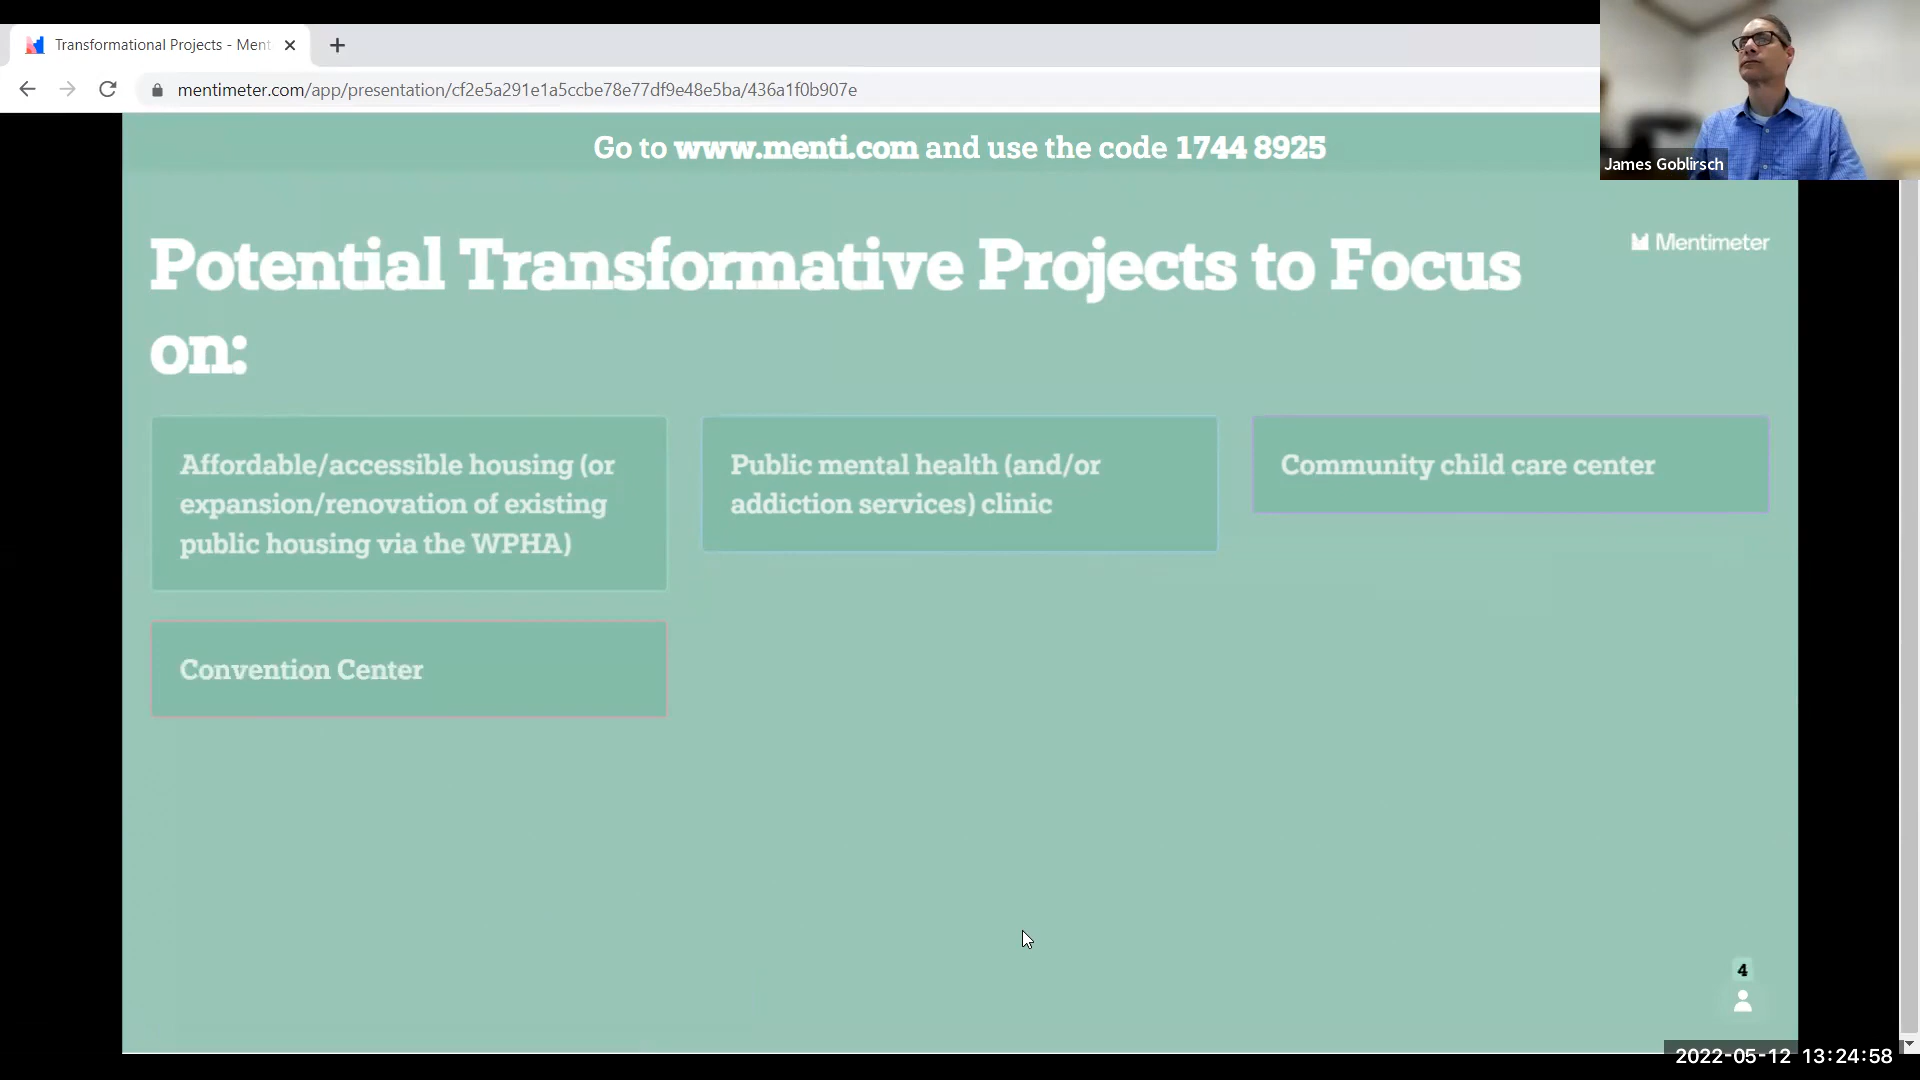 Transformational Projects - Ment
mentimeter.com/app/presentation/cf2e5a291e1a5ccbe78e77df9e48e5ba/436a1f0b907e
James Goblirsch
Go to www.menti.com and use the code 1744 8925
Mentimeter
Potential Transformative Projects to Focus
on:
Affordable/accessible housing (or
expansion/renovation of existing
public housing via the WPHA)
Public mental health (and/or
addiction services) clinic
Community child care center
Convention Center
4
2022-05-12 13:24:58